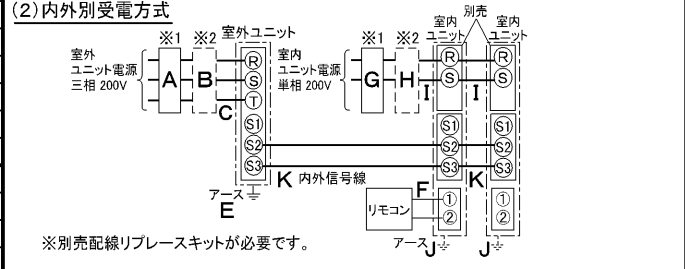 (2)内外別受電方式
別売
※1 ※2 室外ユニット
※1 ※2 室内ユニット 室内ユニット
室外
ユニット電源
三相 200V
A B C
R
S
T
S1
S2
S3
室内
ユニット電源
単相 200V
G H I I
R
S
S1
S2
S3
R
S
S1
S2
S3
K 内外信号線 K
アース
E
リモコン
F
①
②
①
②
アース J J
※別売配線リプレースキットが必要です。